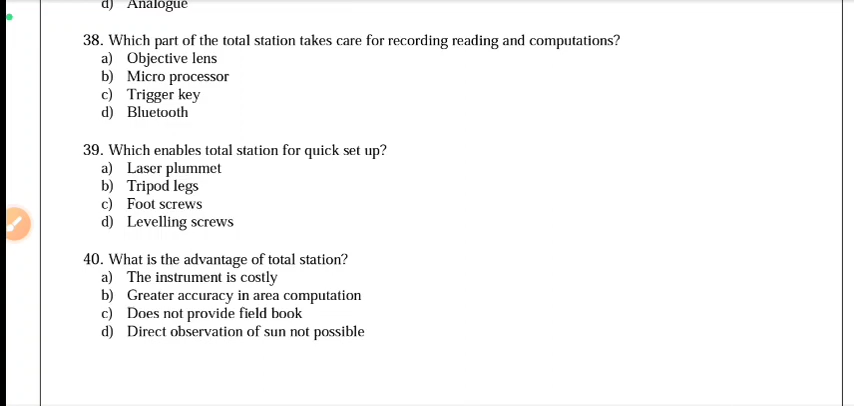 d) Analogue
38. Which part of the total station takes care for recording reading and computations?
a) Objective lens
b) Micro processor
c) Trigger key
d) Bluetooth
39. Which enables total station for quick set up?
a) Laser plummet
b) Tripod legs
c) Foot screws
d) Levelling screws
40. What is the advantage of total station?
a) The instrument is costly
b) Greater accuracy in area computation
c) Does not provide field book
d) Direct observation of sun not possible